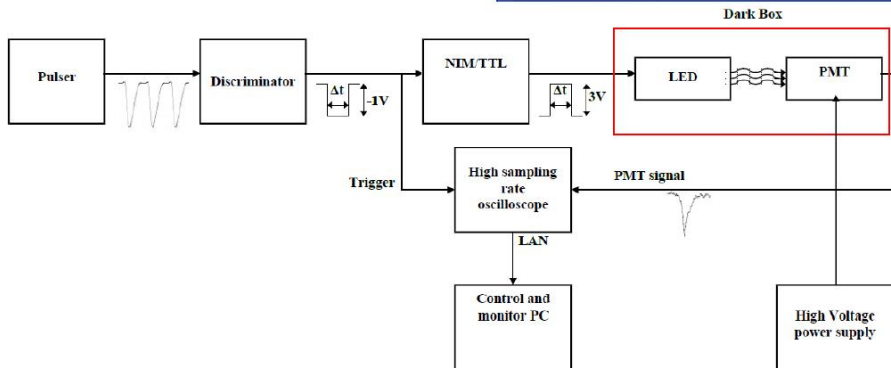 Dark Box
Pulser
Discriminator
Δt
-1V
NIM/TTL
Δt
3V
LED
PMT
Trigger
High sampling
rate
oscilloscope
PMT signal
LAN
Control and
monitor PC
High Voltage
power supply